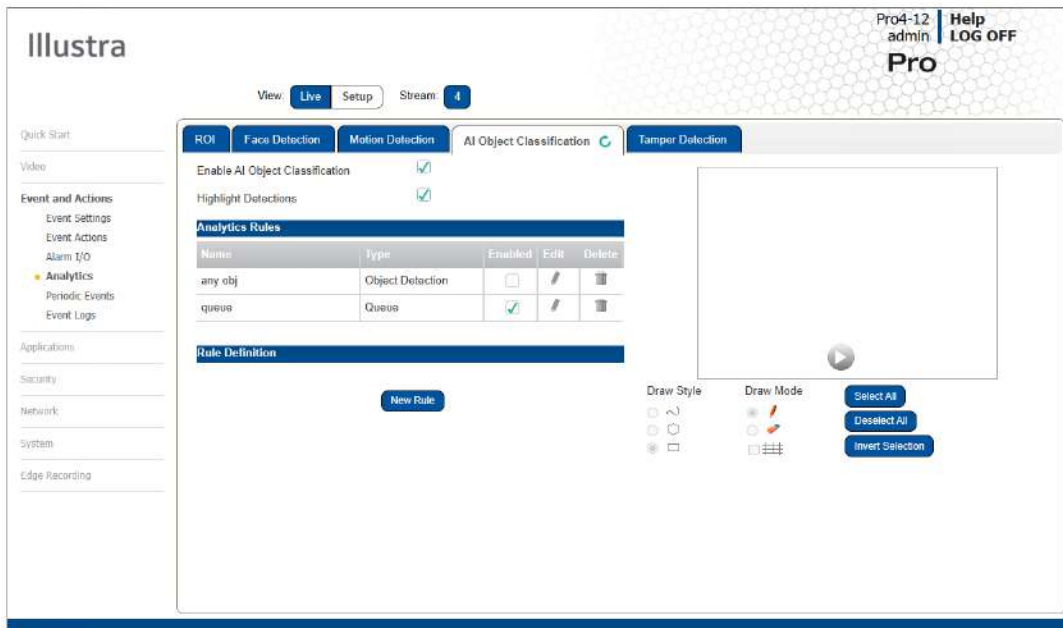 Illustra
Pro4-12 Help
admin LOG OFF
Pro
View: Live Setup Stream: 4
Quick Start
Video
Event and Actions
Event Settings
Event Actions
Alarm I/O
Analytics
Periodic Events
Event Logs
Applications
Security
Network
System
Edge Recording
ROI Face Detection Motion Detection AI Object Classification Tamper Detection
Enable AI Object Classification
Highlight Detections
Analytics Rules
Name Type Enabled Edit Delete
any obj Object Detection
queue Queue
Rule Definition
New Rule
Draw Style Draw Mode
Select All
Deselect All
Invert Selection